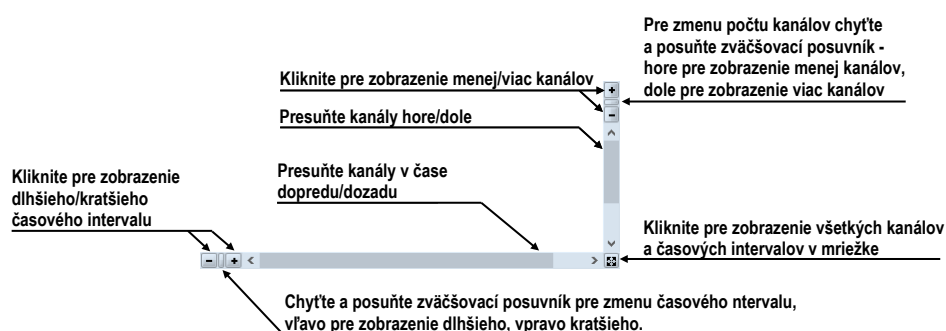 Pre zmenu počtu kanálov chyťte
a posuňte zväčšovací posuvník -
hore pre zobrazenie menej kanálov,
dole pre zobrazenie viac kanálov
Kliknite pre zobrazenie menej/viac kanálov
Presuňte kanály hore/dole
Presuňte kanály v čase
dopredu/dozadu
Kliknite pre zobrazenie
dlhšieho/kratšieho
časového intervalu
Kliknite pre zobrazenie všetkých kanálov
a časových intervalov v mriežke
Chyťte a posuňte zväčšovací posuvník pre zmenu časového ntervalu,
vľavo pre zobrazenie dlhšieho, vpravo kratšieho.